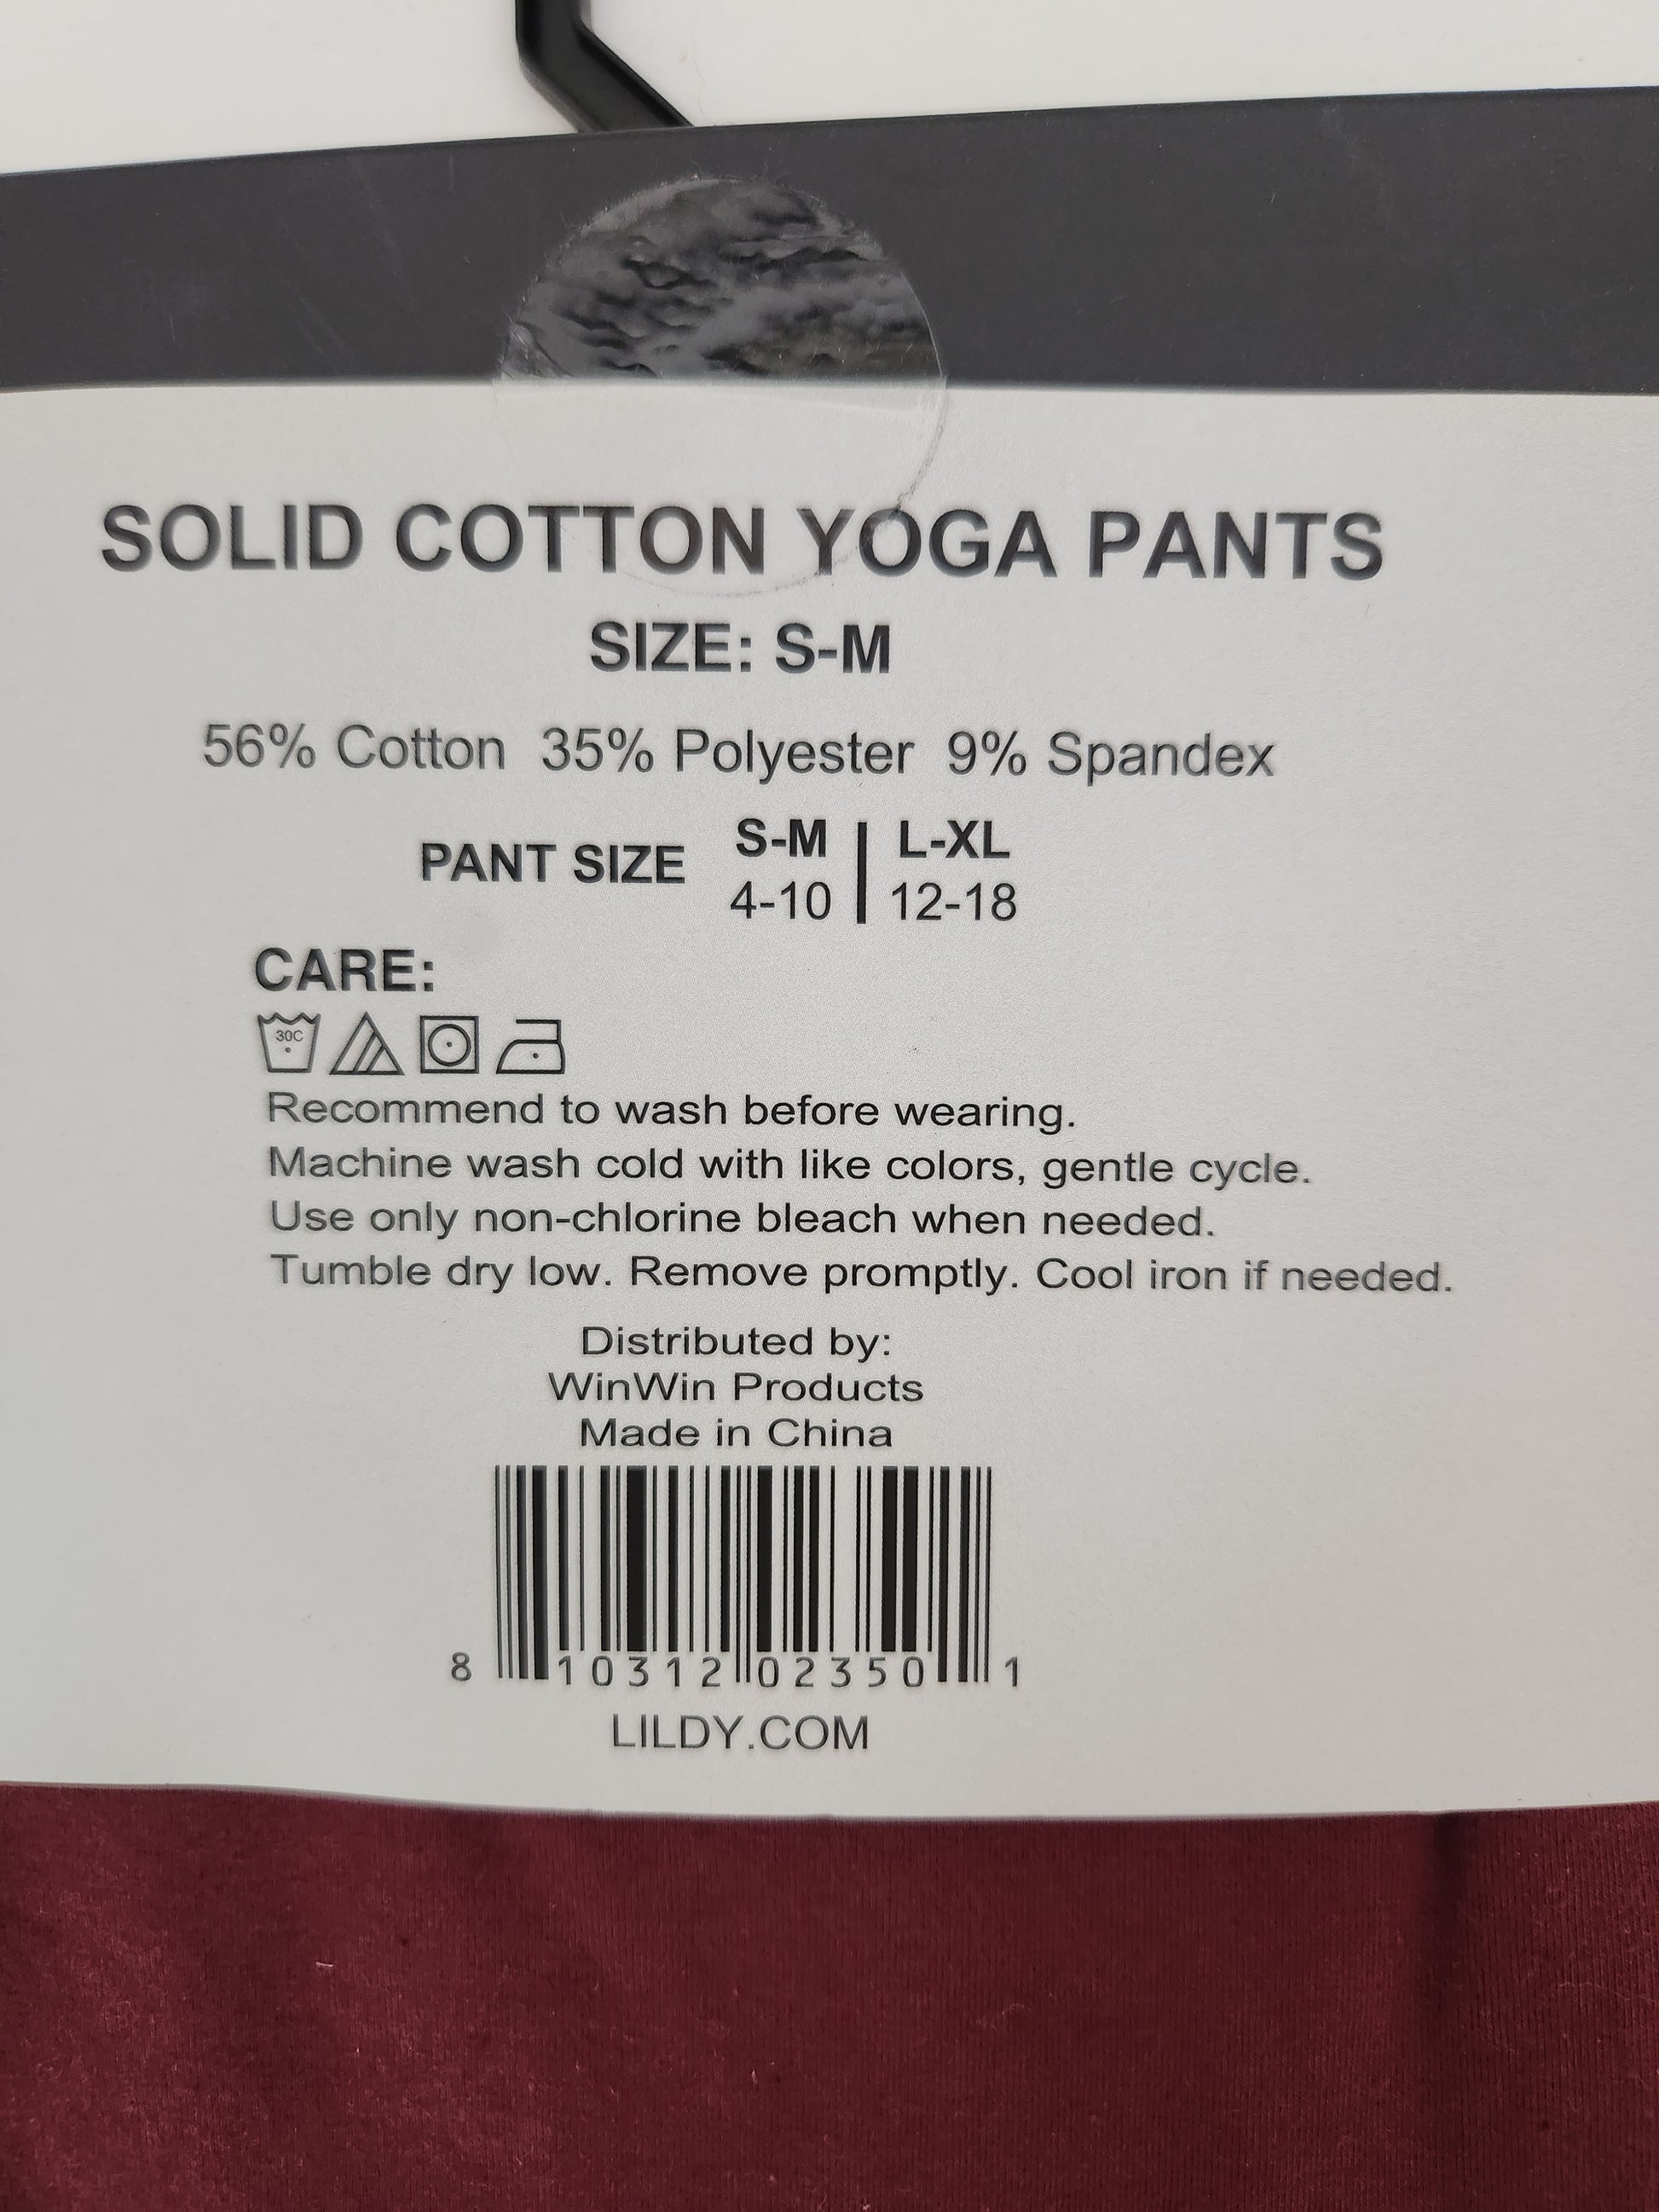 SOLID COTTON YOGA PANTS
SIZE: S-M
56% Cotton 35% Polyester 9% Spandex
PANT SIZE S-M | L-XL
4-10 | 12-18
CARE:
30C
Recommend to wash before wearing.
Machine wash cold with like colors, gentle cycle.
Use only non-chlorine bleach when needed.
Tumble dry low. Remove promptly. Cool iron if needed.
Distributed by:
WinWin Products
Made in China
8 10312 02350 1
LILDY.COM